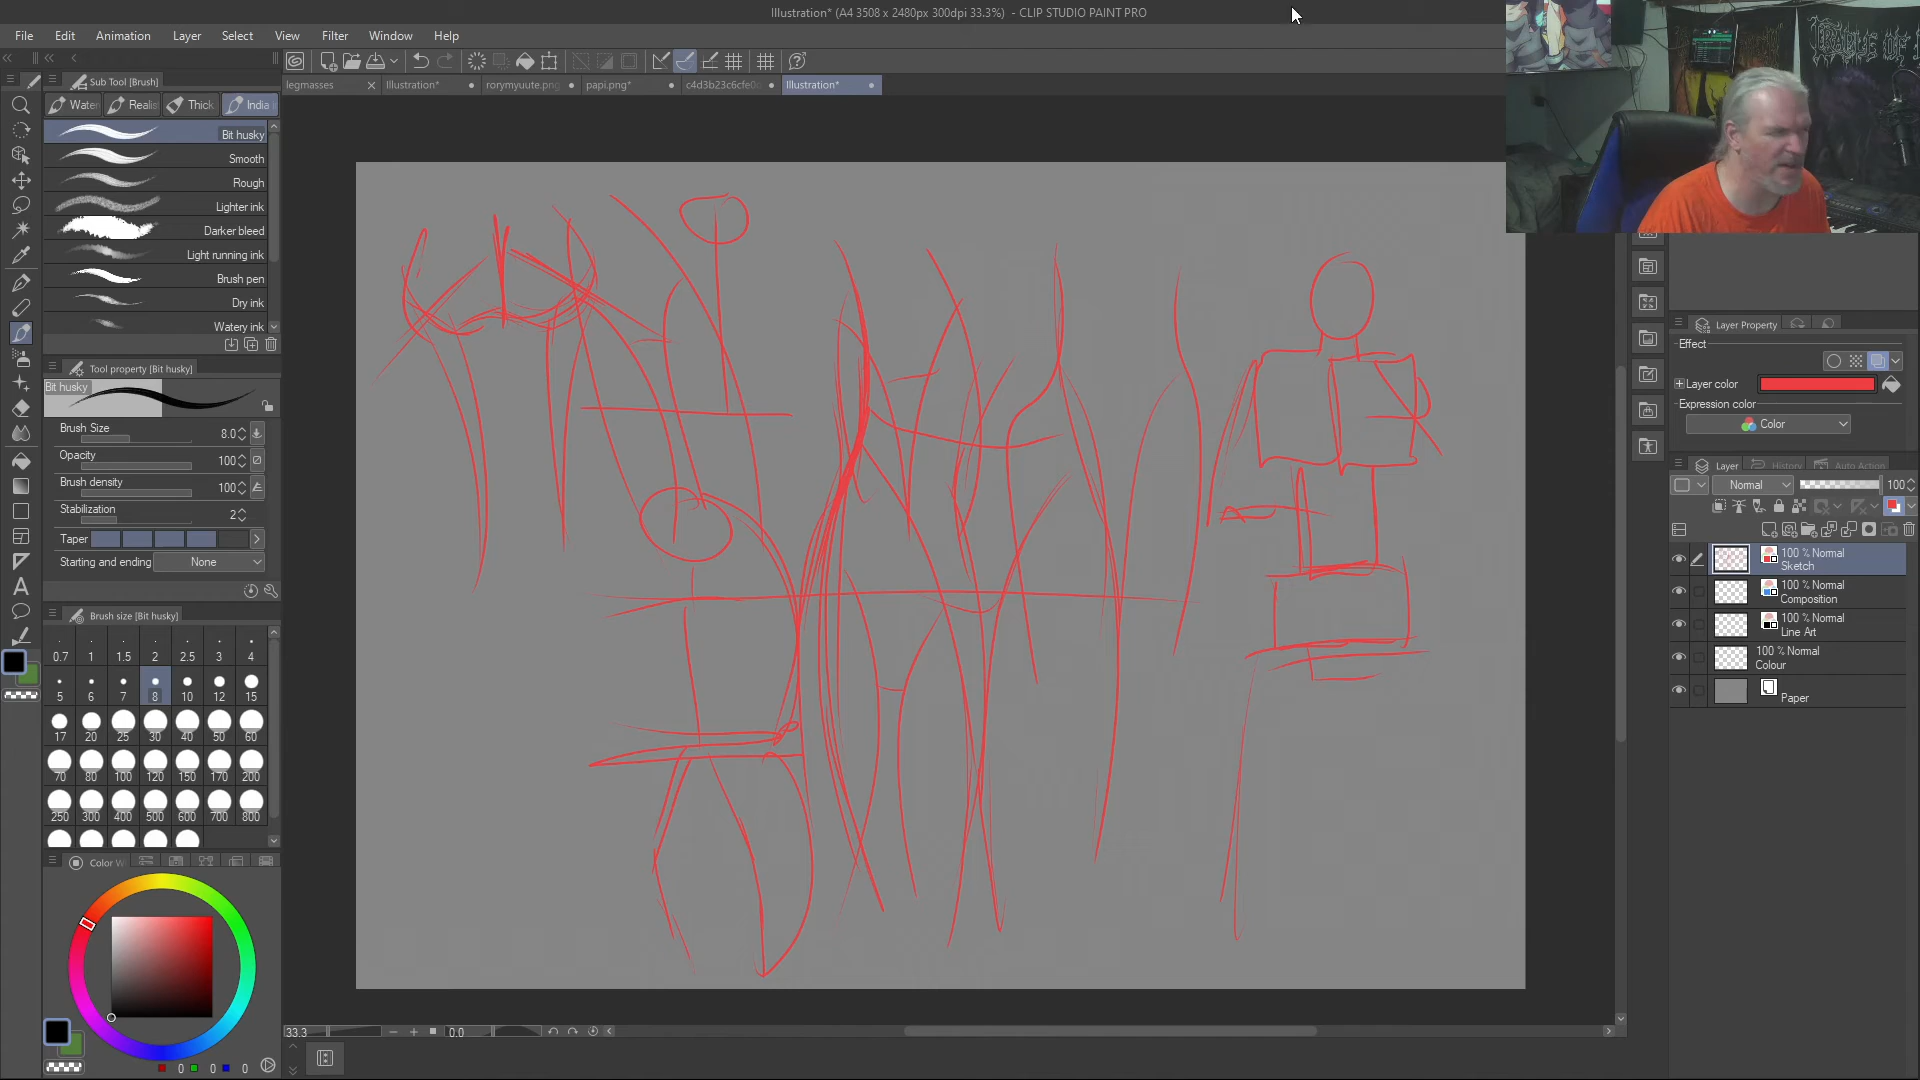 Illustration* (A4 3508 x 2480px 300dpi 33.3%) - CLIP STUDIO PAINT PRO
File Edit Animation Layer Select View Filter Window Help
Sub Tool [Brush]
legmasses Illustration* rorymyuute.png papi.png* c4d3b23c6cfe0 Illustration*
Water Realis Thick India
Bit husky
Smooth
Rough
Lighter ink
Darker bleed
Light running ink
Brush pen
Dry ink
Watery ink
Tool property [Bit husky]
Bit husky
Brush Size 8.0
Opacity 100
Brush density 100
Stabilization 2
Taper
Starting and ending None
Brush size [Bit husky]
0.7 1 1.5 2 2.5 3 4
5 6 7 8 10 12 15
17 20 25 30 40 50 60
70 80 100 120 150 170 200
250 300 400 500 600 700 800
Color W
0 0 0
33.3 0.0
Layer Property
Effect
Layer color
Expression color
Color
Layer History Auto Action
Normal 100
100 % Normal
Sketch
100 % Normal
Composition
100 % Normal
Line Art
100 % Normal
Colour
Paper